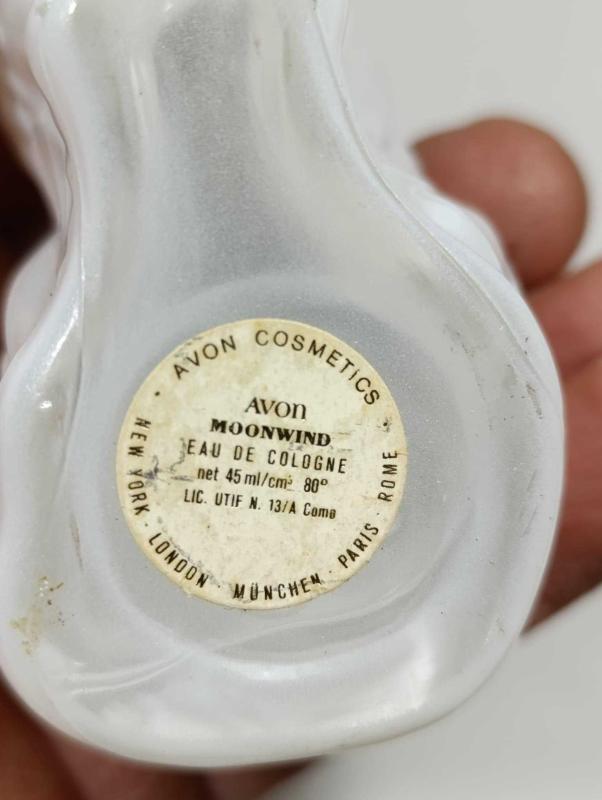 · AVON COSMETICS ·
AVON
MOONWIND
EAU DE COLOGNE
net 45 ml/cm³ 80°
LIC. UTIF N. 13/A Como
NEW YORK · LONDON · MÜNCHEN · PARIS · ROME